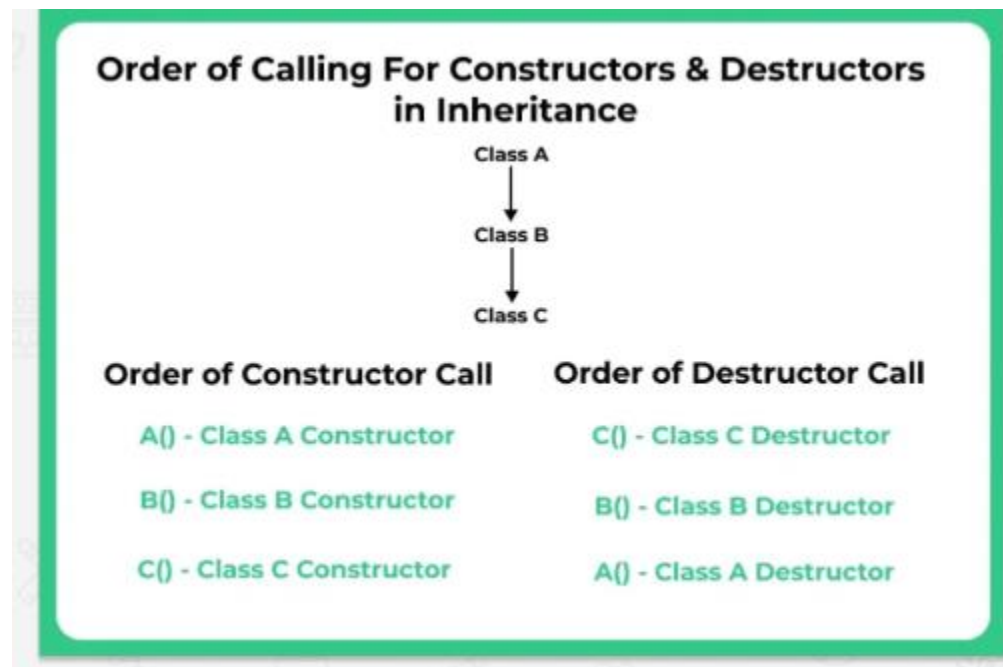 Order of Calling For Constructors & Destructors
in Inheritance
Class A
Class B
Class C
Order of Constructor Call
A() - Class A Constructor
B() - Class B Constructor
C() - Class C Constructor
Order of Destructor Call
C() - Class C Destructor
B() - Class B Destructor
A() - Class A Destructor